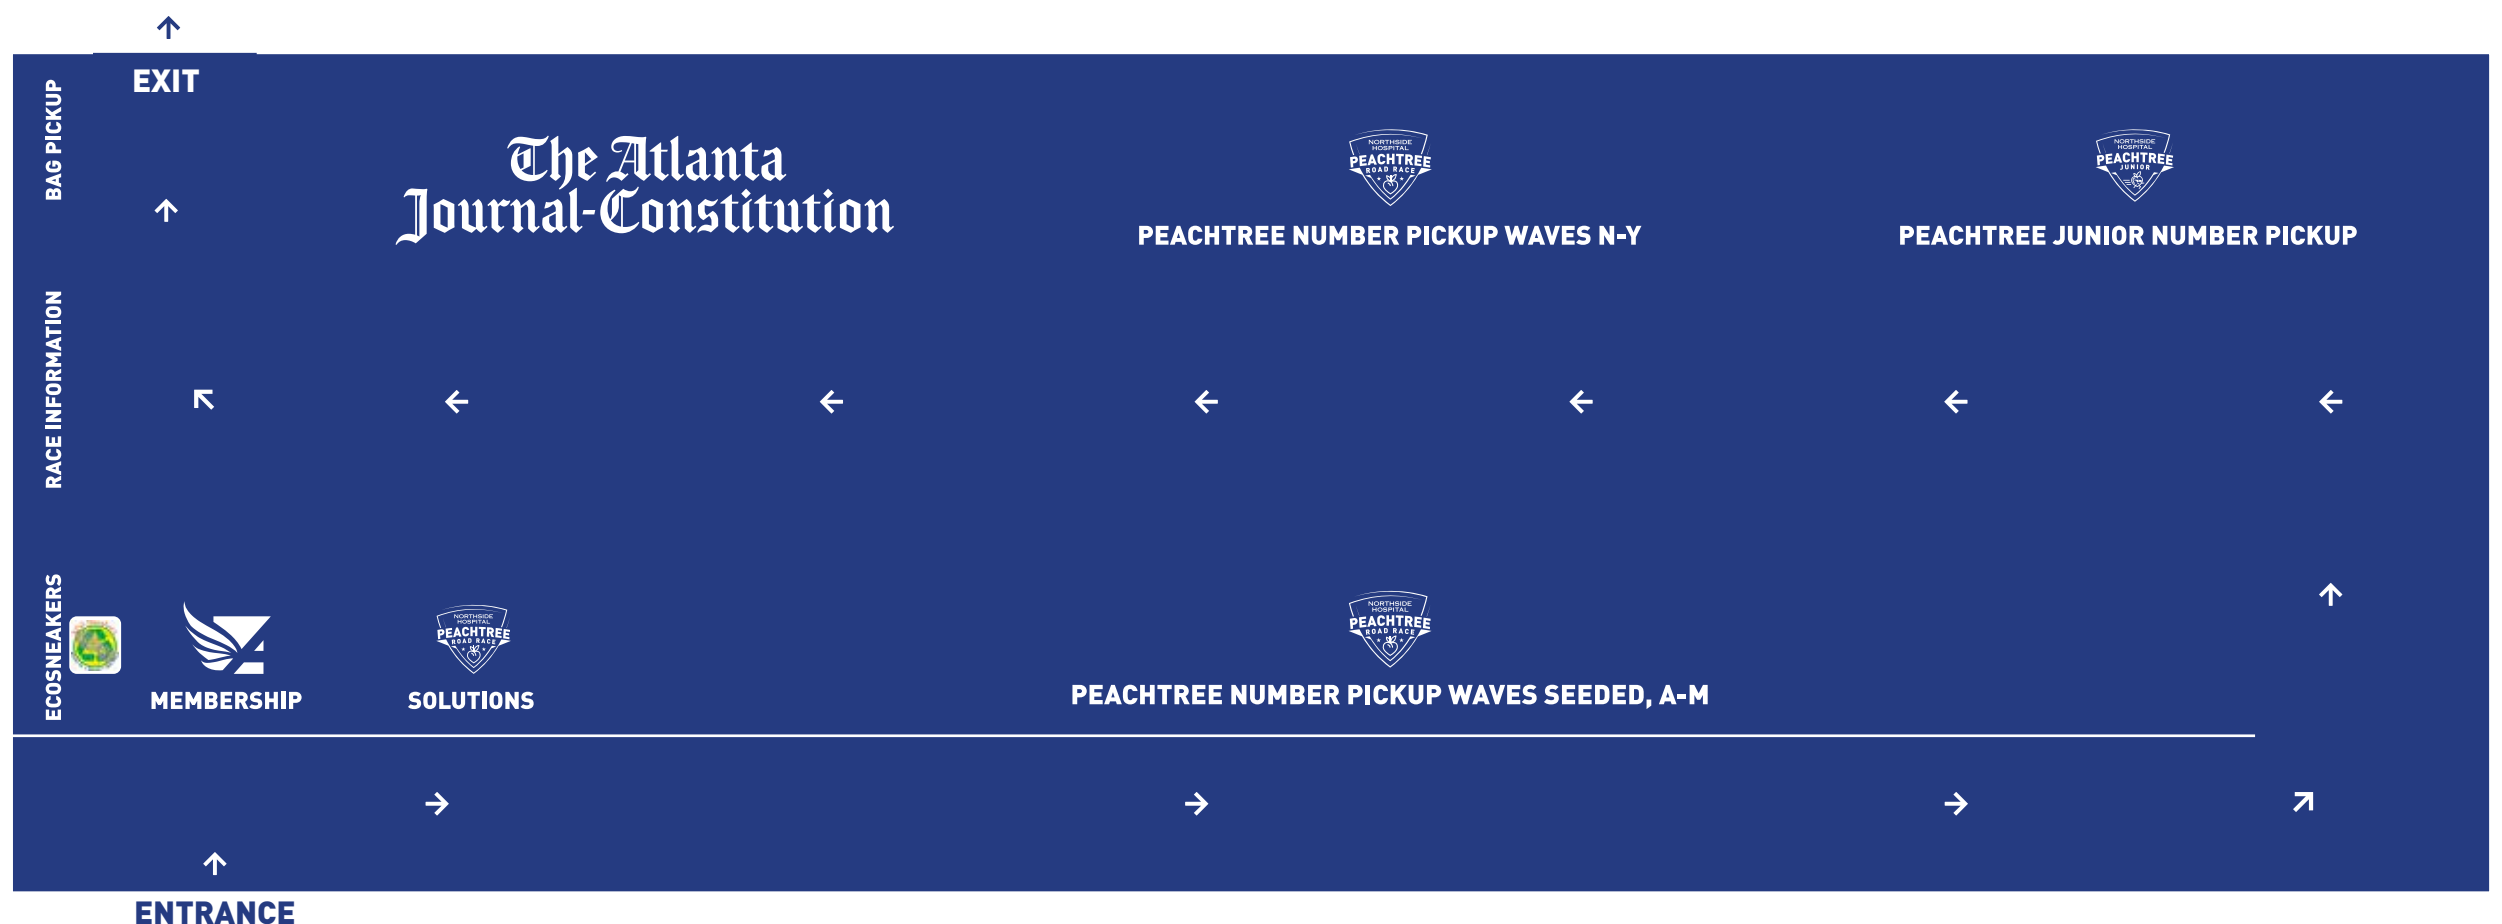 EXIT
BAG PICKUP
The Atlanta
Journal-Constitution
NORTHSIDE
HOSPITAL
PEACHTREE
ROAD RACE
PEACHTREE NUMBER PICKUP WAVES N-Y
NORTHSIDE
HOSPITAL
PEACHTREE
JUNIOR
PEACHTREE JUNIOR NUMBER PICKUP
RACE INFORMATION
ECOSNEAKERS
MEMBERSHIP
NORTHSIDE
HOSPITAL
PEACHTREE
ROAD RACE
SOLUTIONS
NORTHSIDE
HOSPITAL
PEACHTREE
ROAD RACE
PEACHTREE NUMBER PICKUP WAVES SEED, A-M
ENTRANCE